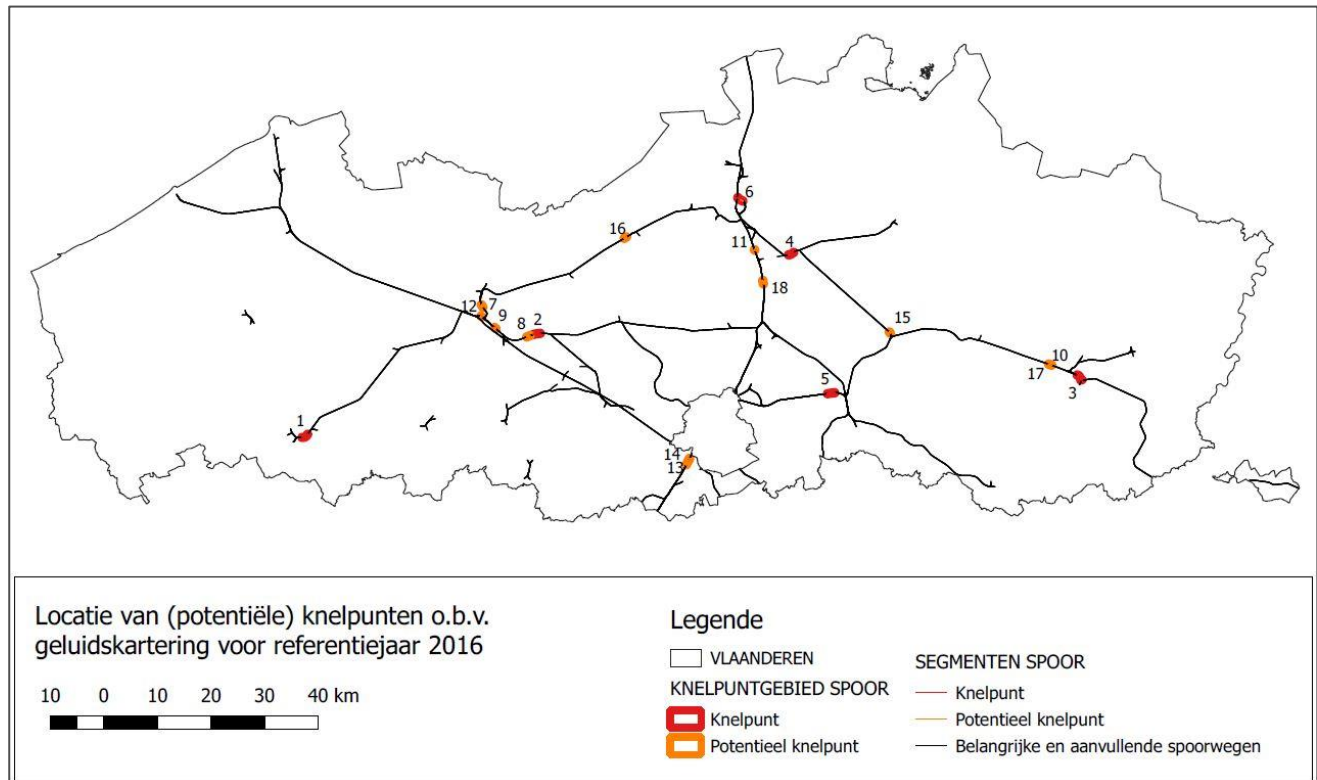 6
16
11
4
18
12
7
9
8
2
15
10
17
3
5
1
14
13
Locatie van (potentiële) knelpunten o.b.v.
geluidskartering voor referentiejaar 2016
10 0 10 20 30 40 km
Legende
VLAANDEREN
KNELPUNTGEBIED SPOOR
Knelpunt
Potentieel knelpunt
SEGMENTEN SPOOR
Knelpunt
Potentieel knelpunt
Belangrijke en aanvullende spoorwegen